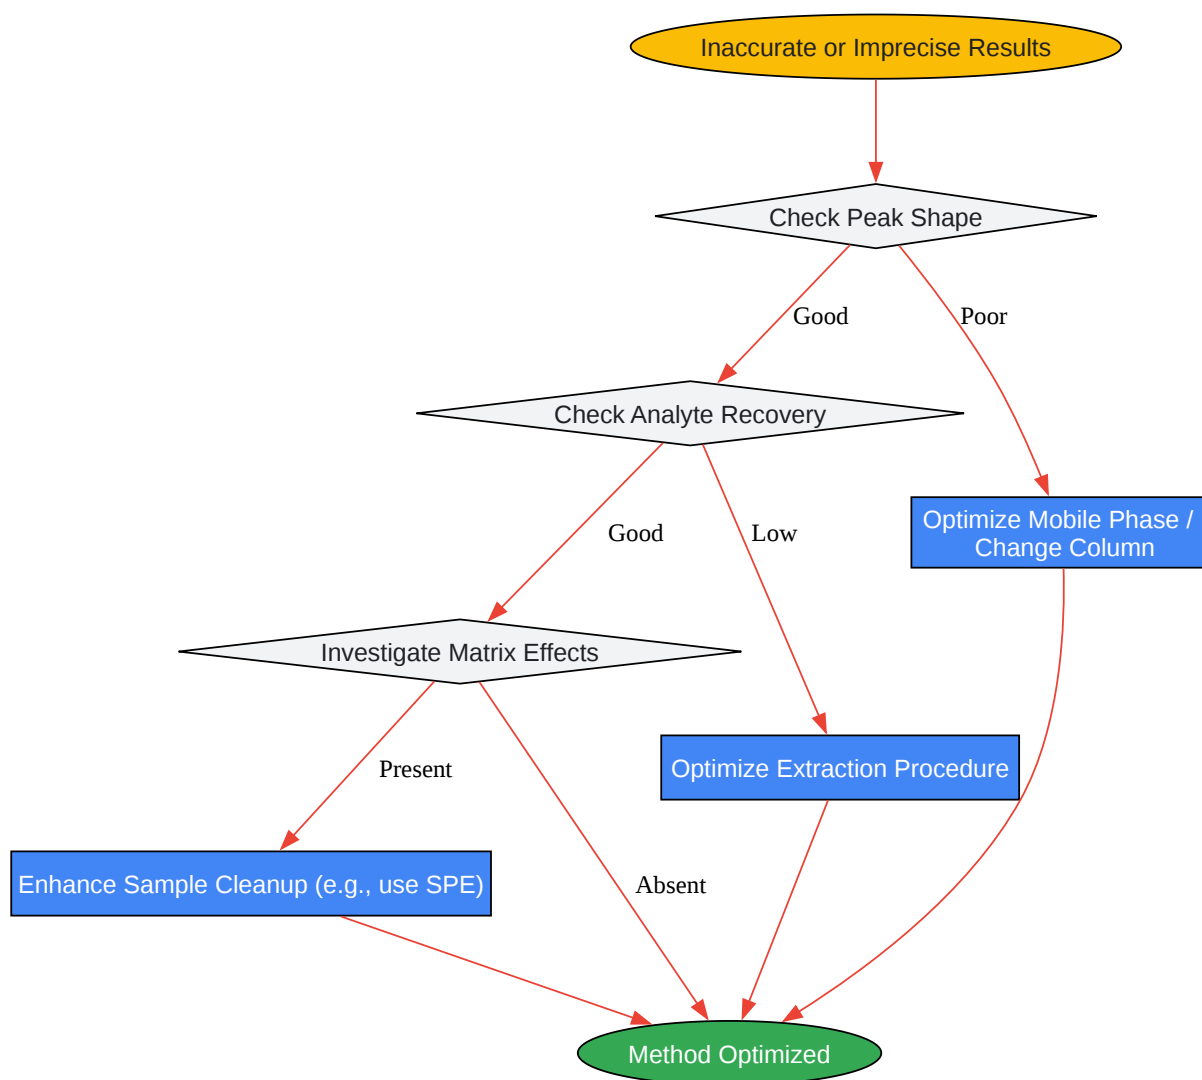 Inaccurate or Imprecise Results
Check Peak Shape
Good
Poor
Check Analyte Recovery
Good
Low
Optimize Mobile Phase /
Change Column
Investigate Matrix Effects
Present
Optimize Extraction Procedure
Enhance Sample Cleanup (e.g., use SPE)
Absent
Method Optimized